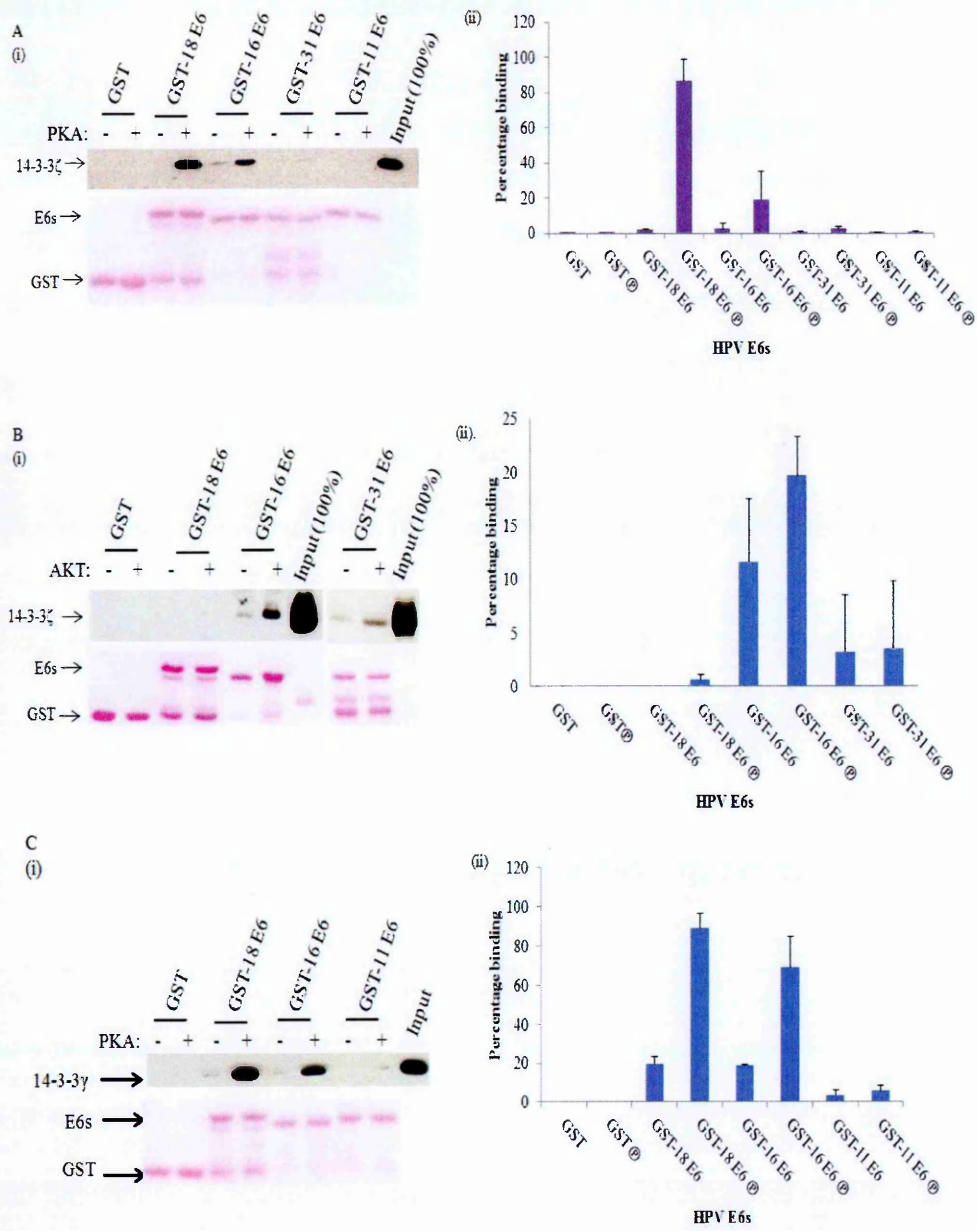 A
(i)
GST
GST-18 E6
GST-16 E6
GST-31 E6
GST-11 E6
Input (100%)
PKA: - + - + - + - + - +
14-3-3ζ →
E6s →
GST →
(ii)
Percentage binding
120
100
80
60
40
20
0
GST
GST Ⓟ
GST-18 E6
GST-18 E6 Ⓟ
GST-16 E6
GST-16 E6 Ⓟ
GST-31 E6
GST-31 E6 Ⓟ
GST-11 E6
GST-11 E6 Ⓟ
HPV E6s
B
(i)
GST
GST-18 E6
GST-16 E6
Input (100%)
GST-31 E6
Input (100%)
AKT: - + - + - + - +
14-3-3ζ →
E6s →
GST →
(ii).
Percentage binding
25
20
15
10
5
0
GST
GSTⓅ
GST-18 E6
GST-18 E6 Ⓟ
GST-16 E6
GST-16 E6 Ⓟ
GST-31 E6
GST-31 E6 Ⓟ
HPV E6s
C
(i)
GST
GST-18 E6
GST-16 E6
GST-11 E6
Input
PKA: - + - + - + - +
14-3-3γ →
E6s →
GST →
(ii)
Percentage binding
120
100
80
60
40
20
0
GST
GST Ⓟ
GST-18 E6
GST-18 E6 Ⓟ
GST-16 E6
GST-16 E6 Ⓟ
GST-11 E6
GST-11 E6 Ⓟ
HPV E6s